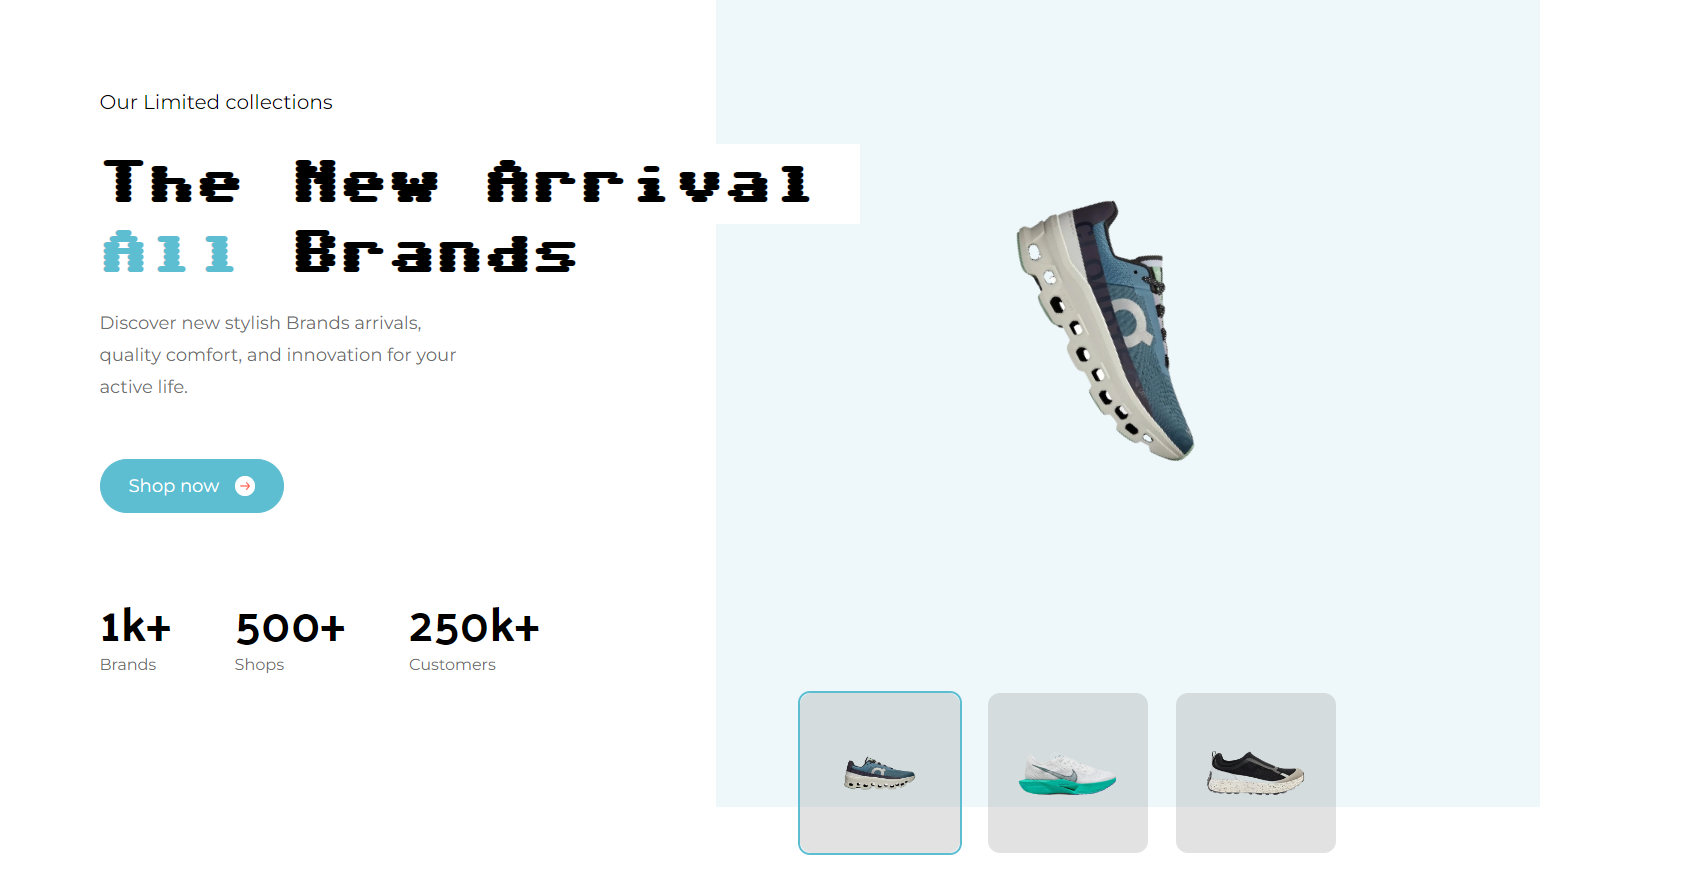 Our Limited collections
The New Arrival
All Brands
Discover new stylish Brands arrivals,
quality comfort, and innovation for your
active life.
Shop now
1k+ 500+ 250k+
Brands Shops Customers